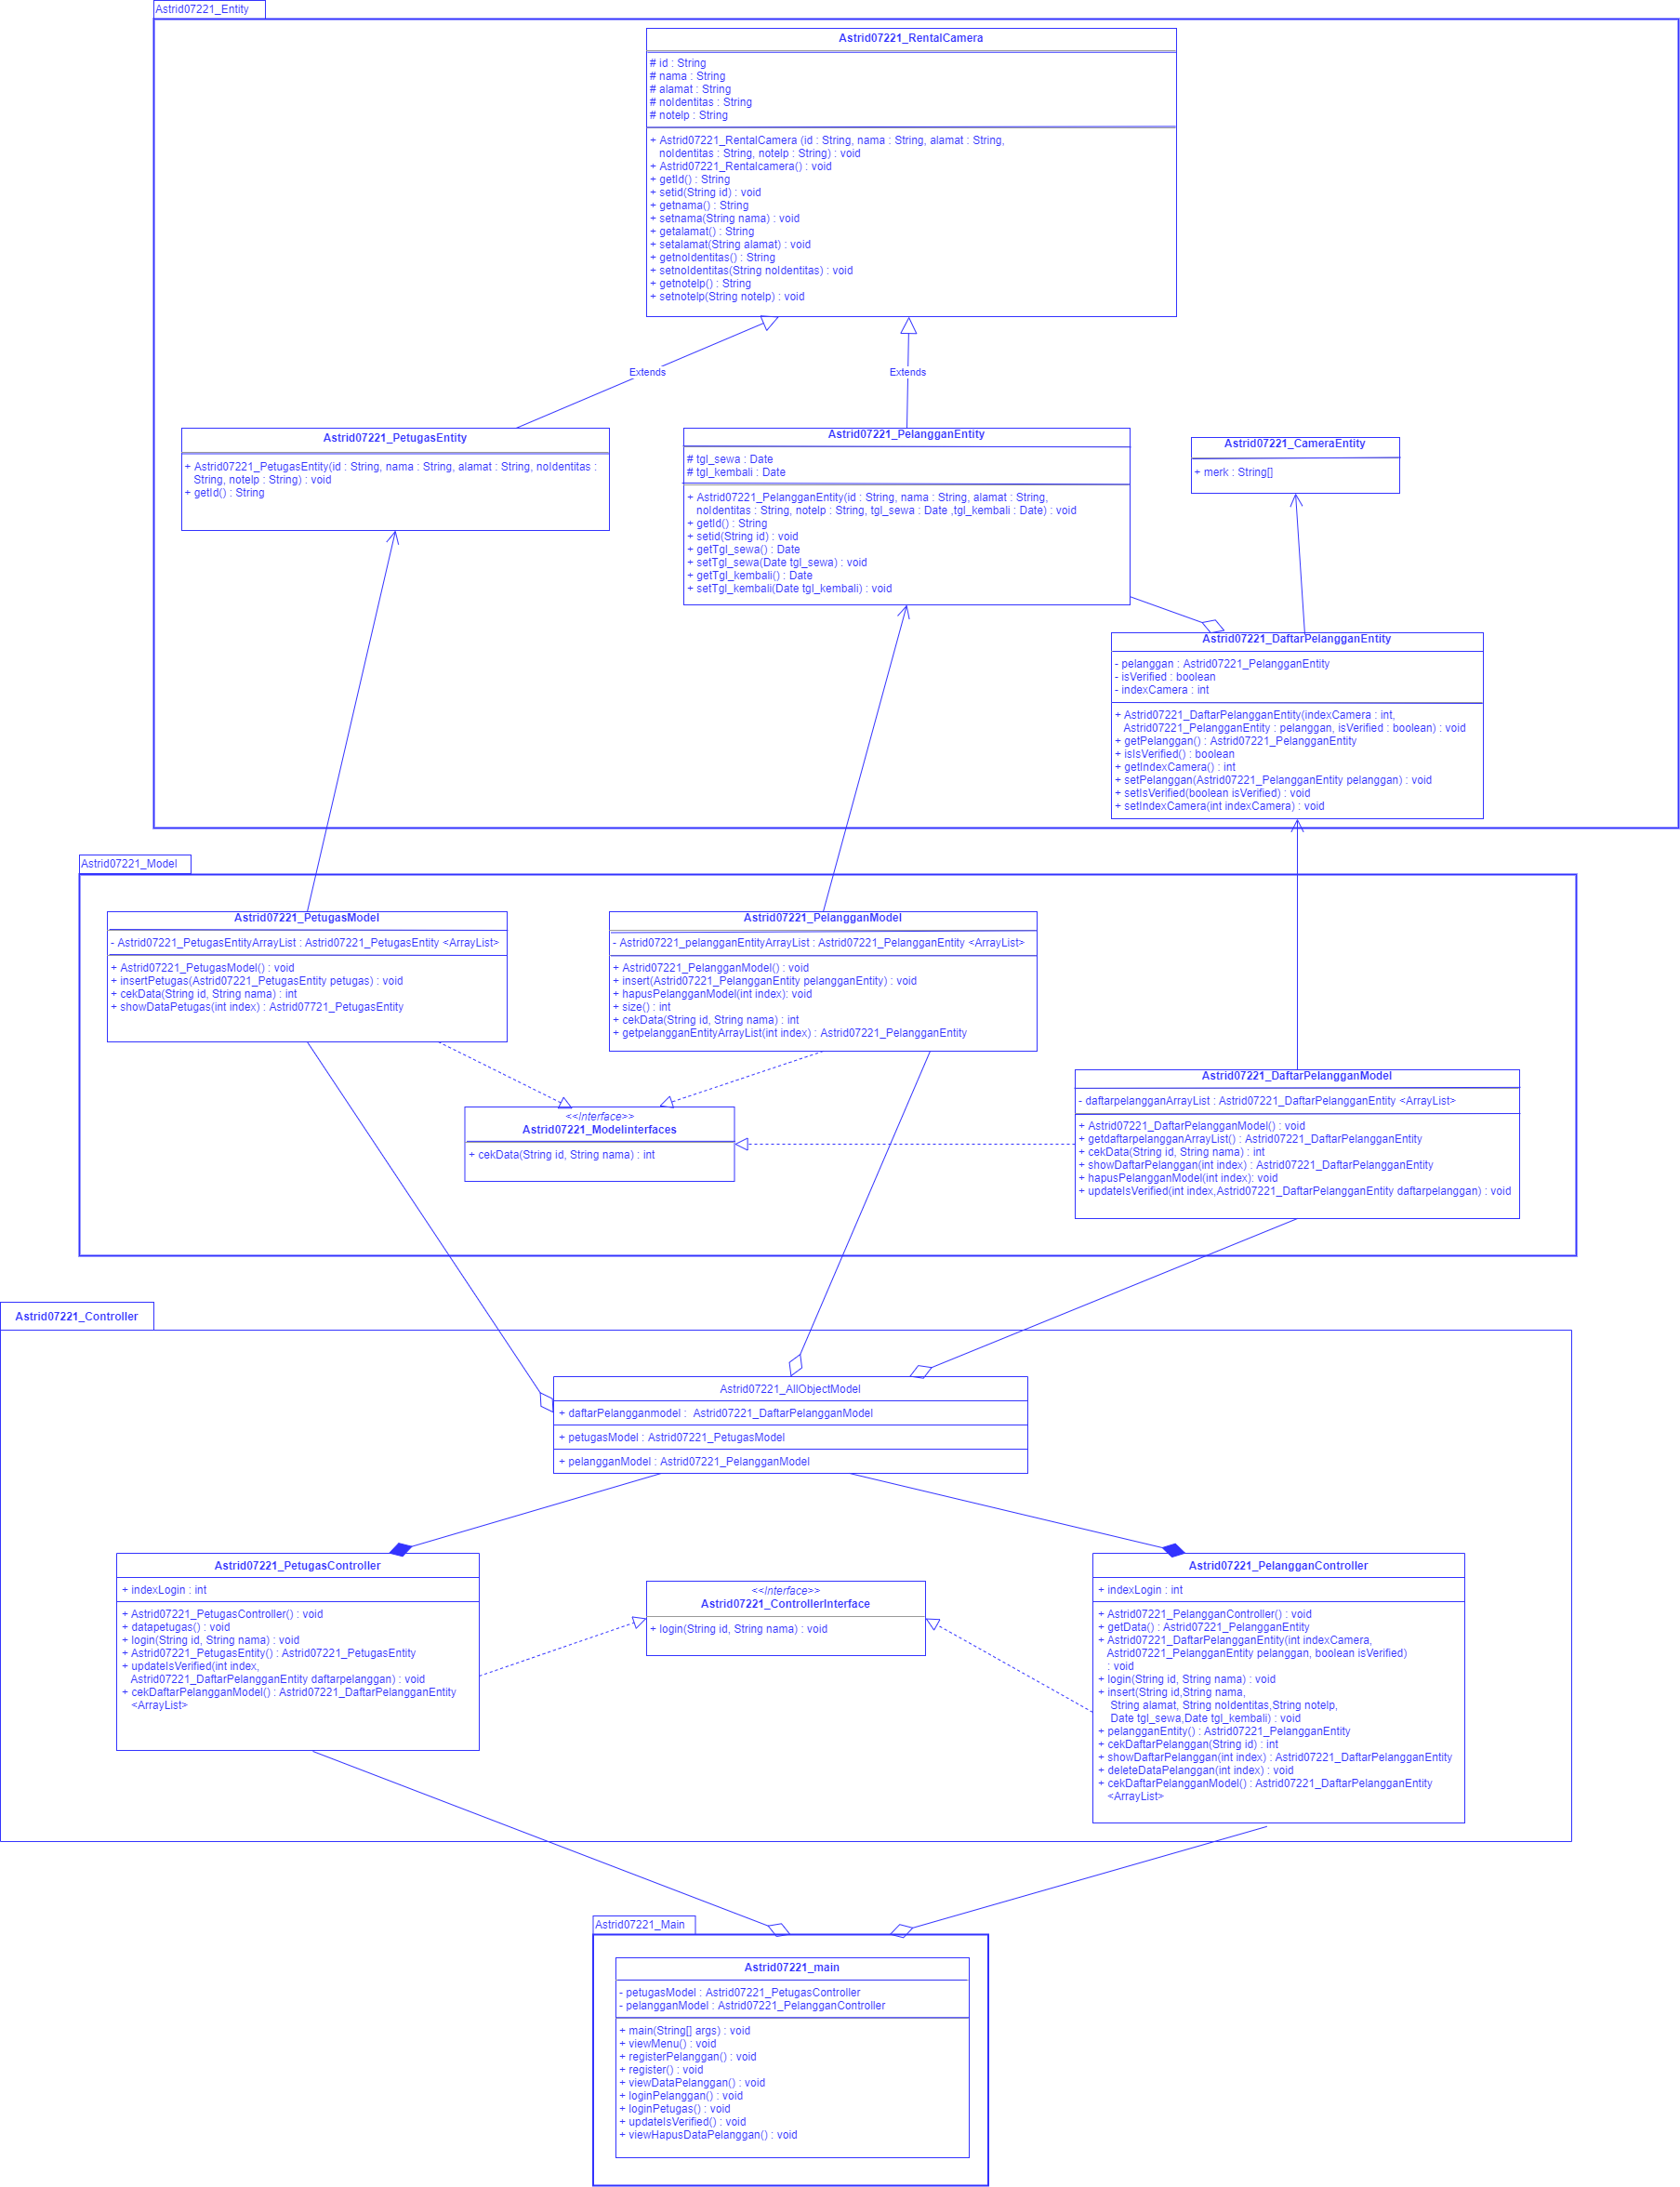 Astrid07221_Entity
Astrid07221_RentalCamera
# id : String
# nama : String
# alamat : String
# noIdentitas : String
# notelp : String
+ Astrid07221_RentalCamera (id : String, nama : String, alamat : String,
noIdentitas : String, notelp : String) : void
+ Astrid07221_Rentalcamera() : void
+ getId() : String
+ setid(String id) : void
+ getnama() : String
+ setnama(String nama) : void
+ getalamat() : String
+ setalamat(String alamat) : void
+ getnoIdentitas() : String
+ setnoIdentitas(String noIdentitas) : void
+ getnotelp() : String
+ setnotelp(String notelp) : void
Extends
Extends
Astrid07221_PetugasEntity
+ Astrid07221_PetugasEntity(id : String, nama : String, alamat : String, noIdentitas :
String, notelp : String) : void
+ getId() : String
Astrid07221_PelangganEntity
# tgl_sewa : Date
# tgl_kembali : Date
+ Astrid07221_PelangganEntity(id : String, nama : String, alamat : String,
noIdentitas : String, notelp : String, tgl_sewa : Date ,tgl_kembali : Date) : void
+ getId() : String
+ setid(String id) : void
+ getTgl_sewa() : Date
+ setTgl_sewa(Date tgl_sewa) : void
+ getTgl_kembali() : Date
+ setTgl_kembali(Date tgl_kembali) : void
Astrid07221_CameraEntity
+ merk : String[]
Astrid07221_DaftarPelangganEntity
- pelanggan : Astrid07221_PelangganEntity
- isVerified : boolean
- indexCamera : int
+ Astrid07221_DaftarPelangganEntity(indexCamera : int,
Astrid07221_PelangganEntity : pelanggan, isVerified : boolean) : void
+ getPelanggan() : Astrid07221_PelangganEntity
+ isIsVerified() : boolean
+ getIndexCamera() : int
+ setPelanggan(Astrid07221_PelangganEntity pelanggan) : void
+ setIsVerified(boolean isVerified) : void
+ setIndexCamera(int indexCamera) : void
Astrid07221_Model
Astrid07221_PetugasModel
- Astrid07221_PetugasEntityArrayList : Astrid07221_PetugasEntity <ArrayList>
+ Astrid07221_PetugasModel() : void
+ insertPetugas(Astrid07221_PetugasEntity petugas) : void
+ cekData(String id, String nama) : int
+ showDataPetugas(int index) : Astrid07721_PetugasEntity
Astrid07221_PelangganModel
- Astrid07221_pelangganEntityArrayList : Astrid07221_PelangganEntity <ArrayList>
+ Astrid07221_PelangganModel() : void
+ insert(Astrid07221_PelangganEntity pelangganEntity) : void
+ hapusPelangganModel(int index): void
+ size() : int
+ cekData(String id, String nama) : int
+ getpelangganEntityArrayList(int index) : Astrid07221_PelangganEntity
Astrid07221_DaftarPelangganModel
- daftarpelangganArrayList : Astrid07221_DaftarPelangganEntity <ArrayList>
+ Astrid07221_DaftarPelangganModel() : void
+ getdaftarpelangganArrayList() : Astrid07221_DaftarPelangganEntity
+ cekData(String id, String nama) : int
+ showDaftarPelanggan(int index) : Astrid07221_DaftarPelangganEntity
+ hapusPelangganModel(int index): void
+ updateIsVerified(int index,Astrid07221_DaftarPelangganEntity daftarpelanggan) : void
<<Interface>>
Astrid07221_Modelinterfaces
+ cekData(String id, String nama) : int
Astrid07221_Controller
Astrid07221_AllObjectModel
+ daftarPelangganmodel :  Astrid07221_DaftarPelangganModel
+ petugasModel : Astrid07221_PetugasModel
+ pelangganModel : Astrid07221_PelangganModel
Astrid07221_PetugasController
+ indexLogin : int
+ Astrid07221_PetugasController() : void
+ datapetugas() : void
+ login(String id, String nama) : void
+ Astrid07221_PetugasEntity() : Astrid07221_PetugasEntity
+ updateIsVerified(int index,
Astrid07221_DaftarPelangganEntity daftarpelanggan) : void
+ cekDaftarPelangganModel() : Astrid07221_DaftarPelangganEntity
<ArrayList>
<<Interface>>
Astrid07221_ControllerInterface
+ login(String id, String nama) : void
Astrid07221_PelangganController
+ indexLogin : int
+ Astrid07221_PelangganController() : void
+ getData() : Astrid07221_PelangganEntity
+ Astrid07221_DaftarPelangganEntity(int indexCamera,
Astrid07221_PelangganEntity pelanggan, boolean isVerified)
: void
+ login(String id, String nama) : void
+ insert(String id,String nama,
String alamat, String noIdentitas,String notelp,
Date tgl_sewa,Date tgl_kembali) : void
+ pelangganEntity() : Astrid07221_PelangganEntity
+ cekDaftarPelanggan(String id) : int
+ showDaftarPelanggan(int index) : Astrid07221_DaftarPelangganEntity
+ deleteDataPelanggan(int index) : void
+ cekDaftarPelangganModel() : Astrid07221_DaftarPelangganEntity
<ArrayList>
Astrid07221_Main
Astrid07221_main
- petugasModel : Astrid07221_PetugasController
- pelangganModel : Astrid07221_PelangganController
+ main(String[] args) : void
+ viewMenu() : void
+ registerPelanggan() : void
+ register() : void
+ viewDataPelanggan() : void
+ loginPelanggan() : void
+ loginPetugas() : void
+ updateIsVerified() : void
+ viewHapusDataPelanggan() : void